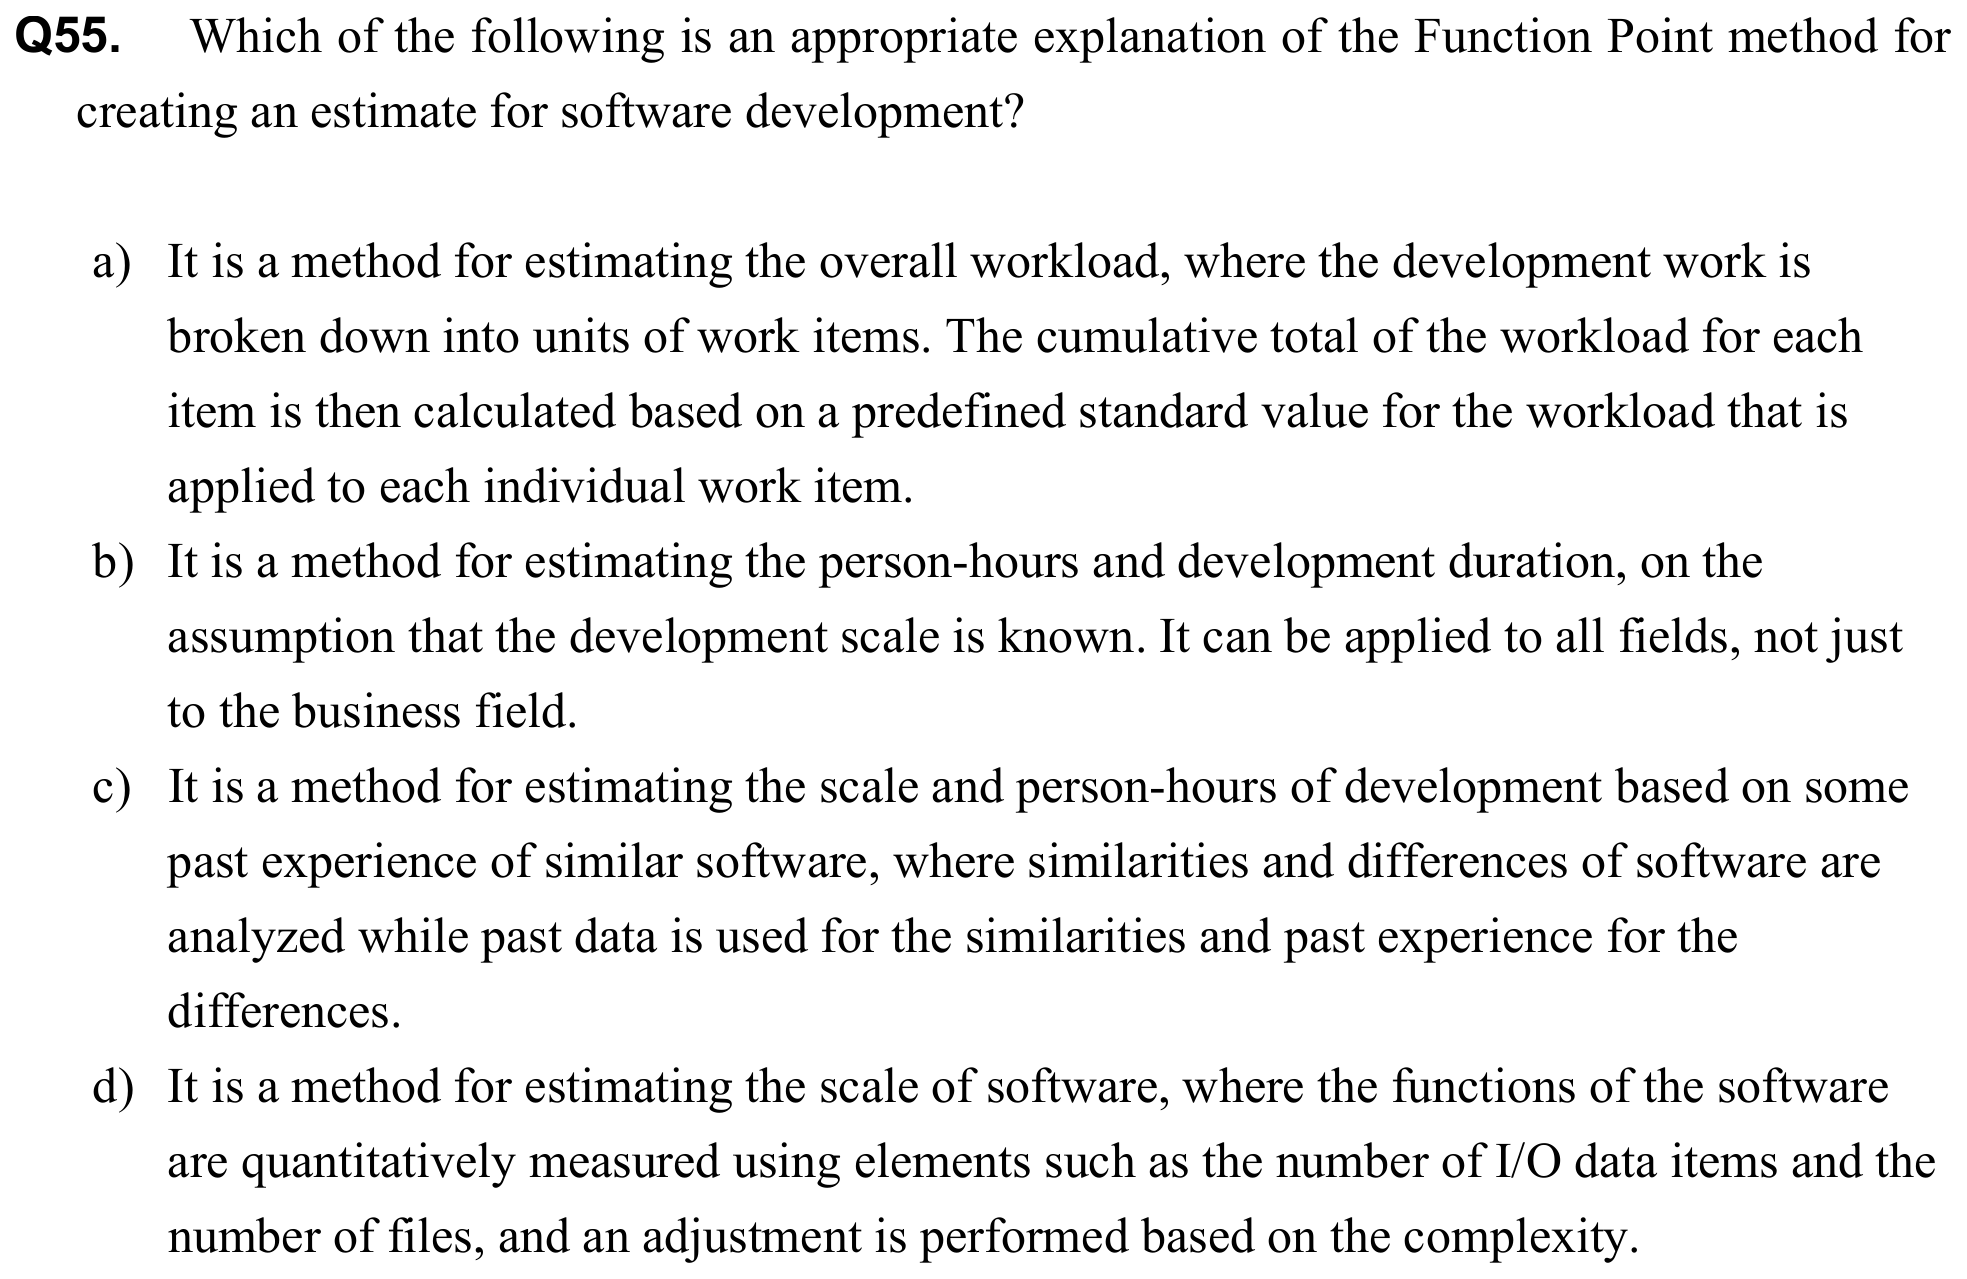 Q55. Which of the following is an appropriate explanation of the Function Point method for
creating an estimate for software development?
a) It is a method for estimating the overall workload, where the development work is
broken down into units of work items. The cumulative total of the workload for each
item is then calculated based on a predefined standard value for the workload that is
applied to each individual work item.
b) It is a method for estimating the person-hours and development duration, on the
assumption that the development scale is known. It can be applied to all fields, not just
to the business field.
c) It is a method for estimating the scale and person-hours of development based on some
past experience of similar software, where similarities and differences of software are
analyzed while past data is used for the similarities and past experience for the
differences.
d) It is a method for estimating the scale of software, where the functions of the software
are quantitatively measured using elements such as the number of I/O data items and the
number of files, and an adjustment is performed based on the complexity.